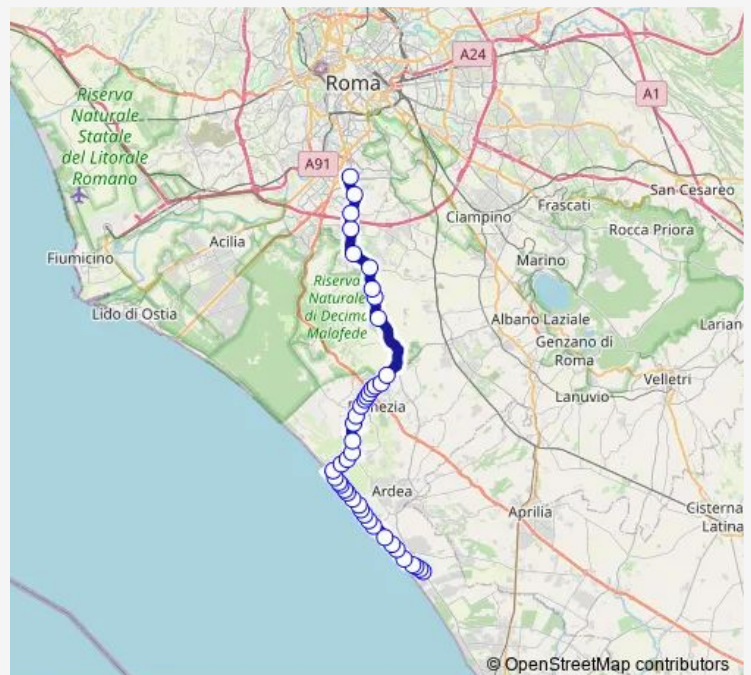 Roma
A24
A1
Riserva
Naturale
Statale
del Litorale
Romano
A91
San Cesareo
Ciampino
Frascati
Rocca Priora
Acilia
Fiumicino
Marino
Riserva
Naturale
di Decima
Malafede
Lido di Ostia
Albano Laziale
Genzano di
Roma
Larian
Velletri
Lanuvio
Ardea
Aprilia
Cisterna
Latina
© OpenStreetMap contributors